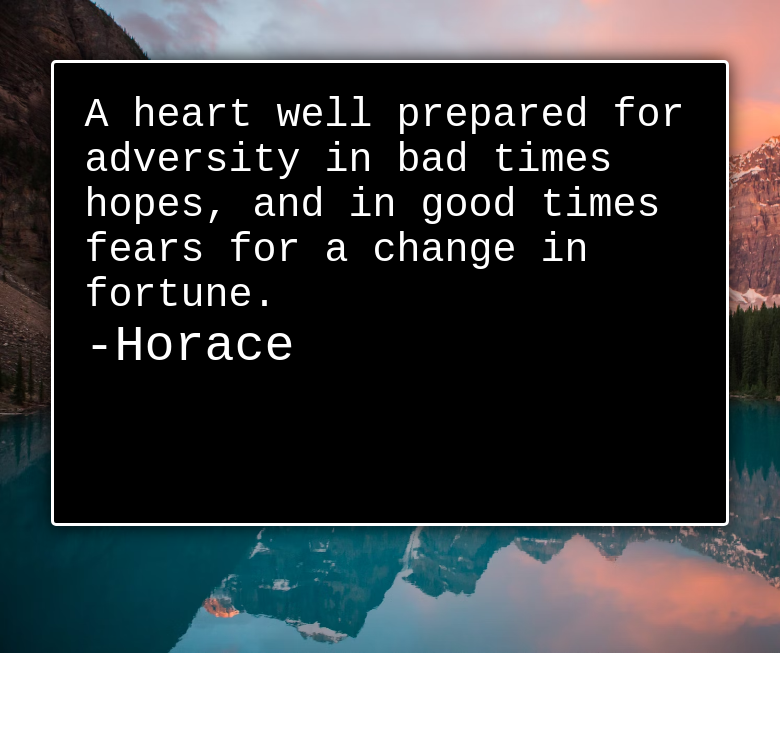 A heart well prepared for
adversity in bad times
hopes, and in good times
fears for a change in
fortune.
-Horace